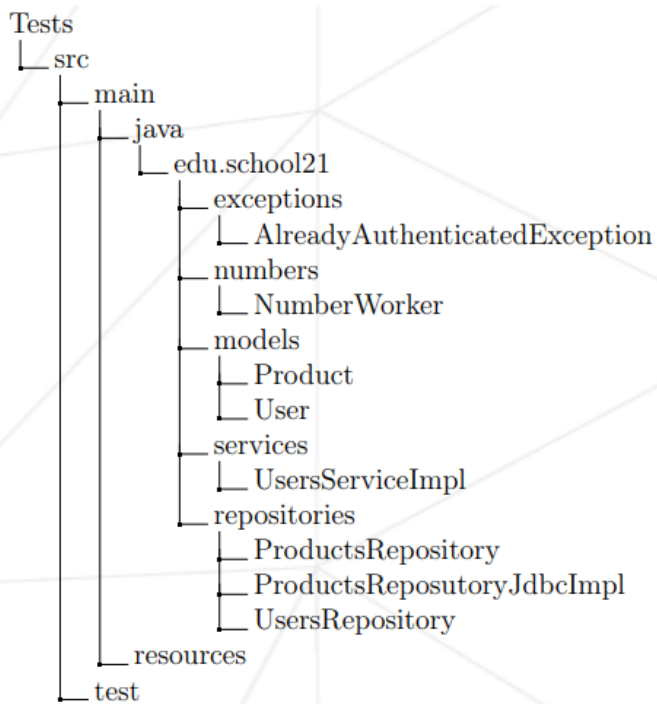 Tests
src
main
java
edu.school21
exceptions
AlreadyAuthenticatedException
numbers
NumberWorker
models
Product
User
services
UsersServiceImpl
repositories
ProductsRepository
ProductsReposutoryJdbcImpl
UsersRepository
resources
test